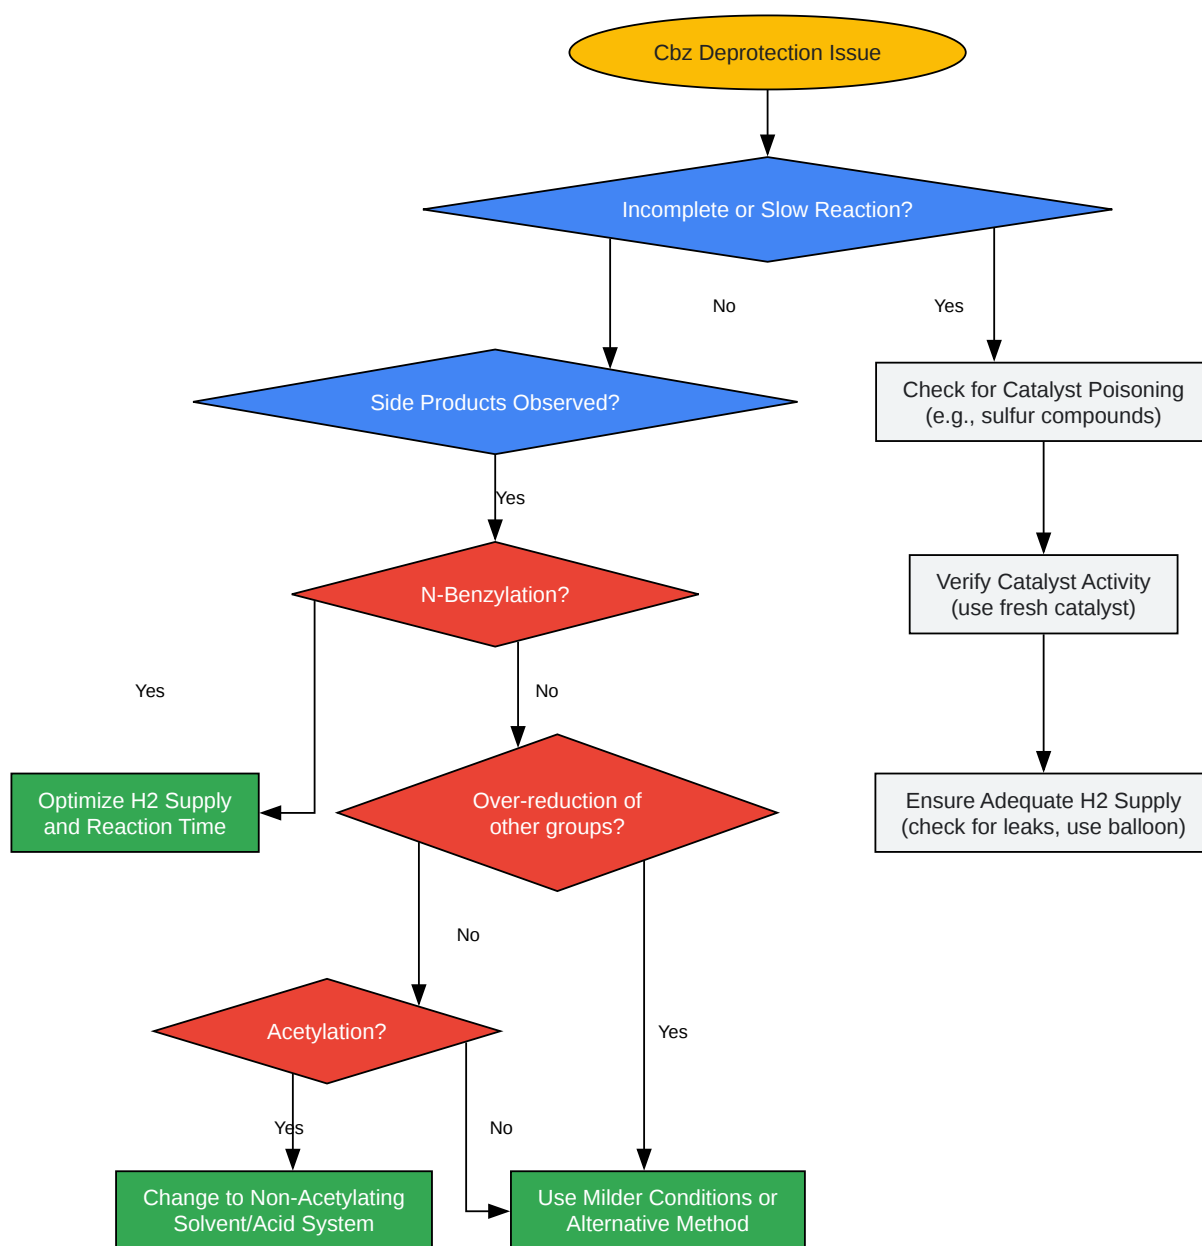 Cbz Deprotection Issue
Incomplete or Slow Reaction?
No
Yes
Side Products Observed?
Check for Catalyst Poisoning
(e.g., sulfur compounds)
Yes
N-Benzylation?
Verify Catalyst Activity
(use fresh catalyst)
Yes
No
Optimize H2 Supply
and Reaction Time
Over-reduction of
other groups?
Ensure Adequate H2 Supply
(check for leaks, use balloon)
No
Acetylation?
Yes
Yes
No
Change to Non-Acetylating
Solvent/Acid System
Use Milder Conditions or
Alternative Method